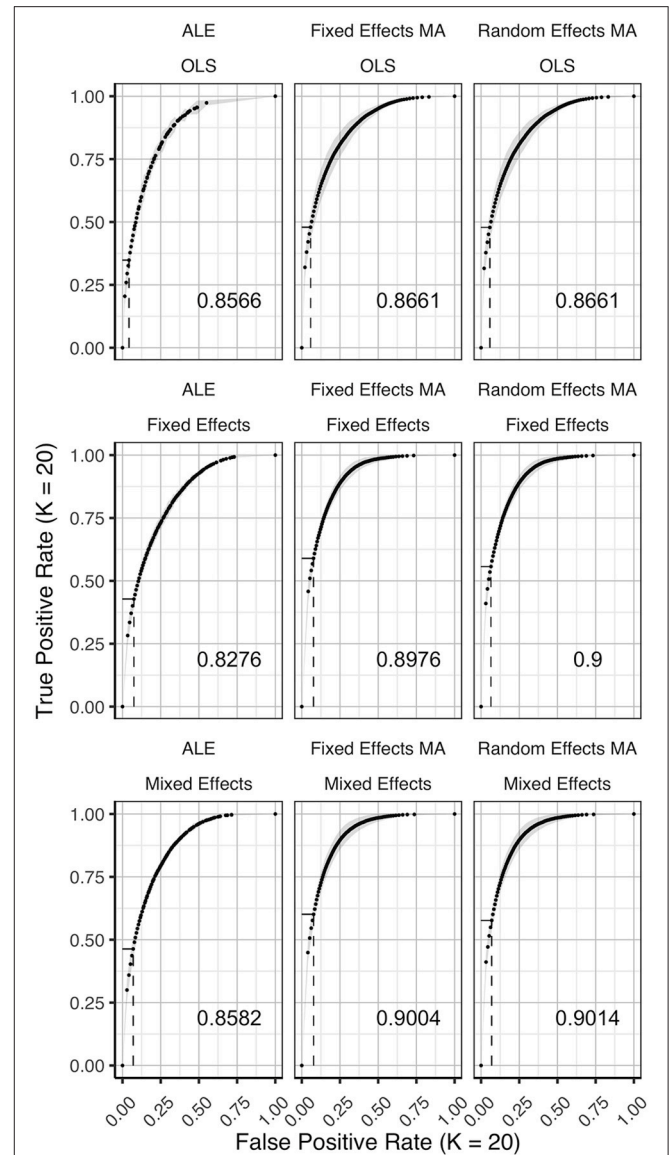 ALE Fixed Effects MA Random Effects MA
OLS OLS OLS
1.00
0.75
0.50
0.25
0.00
0.8566 0.8661 0.8661
ALE Fixed Effects MA Random Effects MA
Fixed Effects Fixed Effects Fixed Effects
True Positive Rate (K = 20)
1.00
0.75
0.50
0.25
0.00
0.8276 0.8976 0.9
ALE Fixed Effects MA Random Effects MA
Mixed Effects Mixed Effects Mixed Effects
1.00
0.75
0.50
0.25
0.00
0.8582 0.9004 0.9014
0.00 0.25 0.50 0.75 1.00 0.00 0.25 0.50 0.75 1.00 0.00 0.25 0.50 0.75 1.00
False Positive Rate (K = 20)